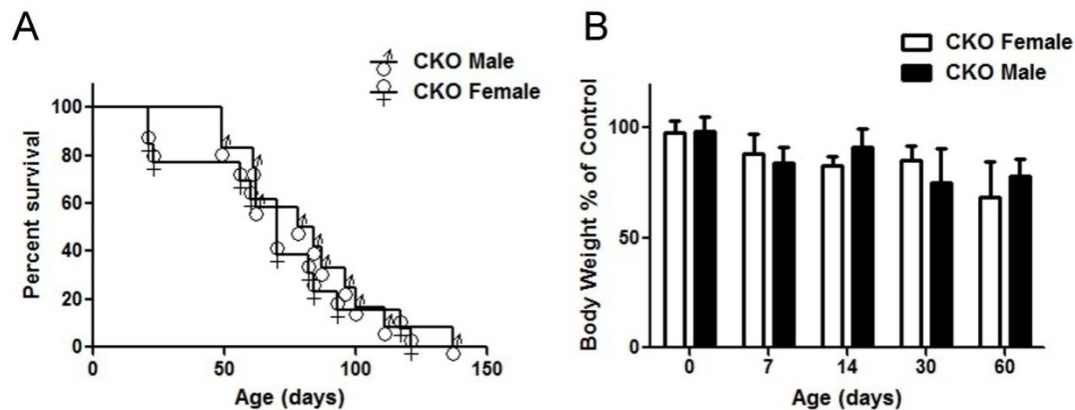 A
CKO Male
CKO Female
Percent survival
100
80
60
40
20
0
0 50 100 150
Age (days)
B
CKO Female
CKO Male
Body Weight % of Control
100
50
0
0 7 14 30 60
Age (days)